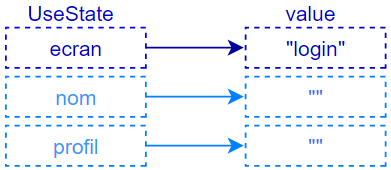 UseState value
ecran "login"
nom ""
profil ""